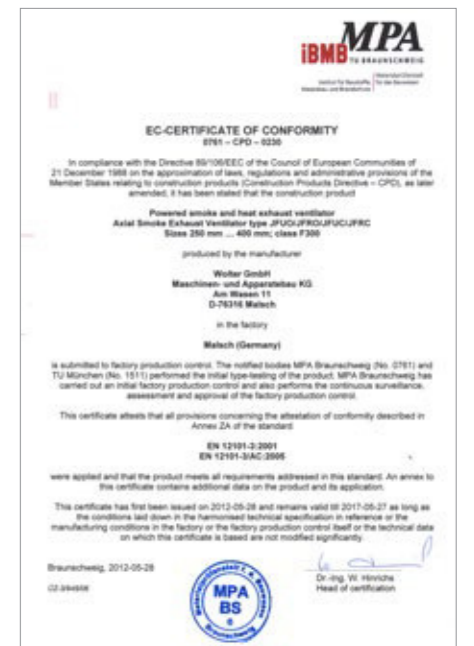 iBMB MPA
TU BRAUNSCHWEIG
EC-CERTIFICATE OF CONFORMITY
0761 – CPD – 0230
In compliance with the Directive 89/106/EEC of the Council of European Communities of
21 December 1988 on the approximation of laws, regulations and administrative provisions of the
Member States relating to construction products (Construction Products Directive – CPD), as later
amended, it has been stated that the construction product
Powered smoke and heat exhaust ventilator
Axial Smoke Exhaust Ventilator type JFUO/JFRO/JFUC/JFRC
Sizes 250 mm ... 400 mm; class F300
produced by the manufacturer
Wolter GmbH
Maschinen- und Apparatebau KG
Am Wasen 11
D-76316 Malsch
in the factory
Malsch (Germany)
is submitted to factory production control. The notified bodies MPA Braunschweig (No. 0761) and
TU München (No. 1511) performed the initial type-testing of the product. MPA Braunschweig has
carried out an initial factory production control and also performs the continuous surveillance,
assessment and approval of the factory production control.
This certificate attests that all provisions concerning the attestation of conformity described in
Annex ZA of the standard
EN 12101-3:2001
EN 12101-3/AC:2005
were applied and that the product meets all requirements addressed in this standard. An annex to
this certificate contains additional data on the product and its application.
This certificate has first been issued on 2012-05-28 and remains valid till 2017-05-27 as long as
the conditions laid down in the harmonised technical specification in reference or the
manufacturing conditions in the factory or the factory production control itself or the technical data
on which this certificate is based are not modified significantly.
Braunschweig, 2012-05-28
Dr.-Ing. W. Hinrichs
Head of certification
MPA
BS
Braunschweig